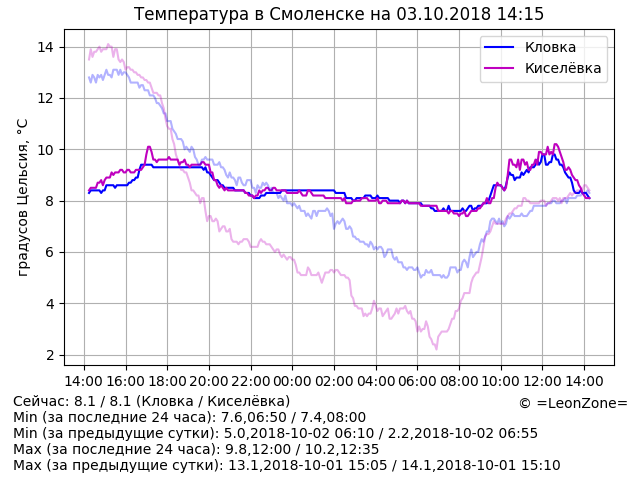 Температура в Смоленске на 03.10.2018 14:15
градусов Цельсия, °C
14
12
10
8
6
4
2
Кловка
Киселёвка
14:00 16:00 18:00 20:00 22:00 00:00 02:00 04:00 06:00 08:00 10:00 12:00 14:00
Сейчас: 8.1 / 8.1 (Кловка / Киселёвка)
© =LeonZone=
Min (за последние 24 часа): 7.6,06:50 / 7.4,08:00
Min (за предыдущие сутки): 5.0,2018-10-02 06:10 / 2.2,2018-10-02 06:55
Max (за последние 24 часа): 9.8,12:00 / 10.2,12:35
Max (за предыдущие сутки): 13.1,2018-10-01 15:05 / 14.1,2018-10-01 15:10